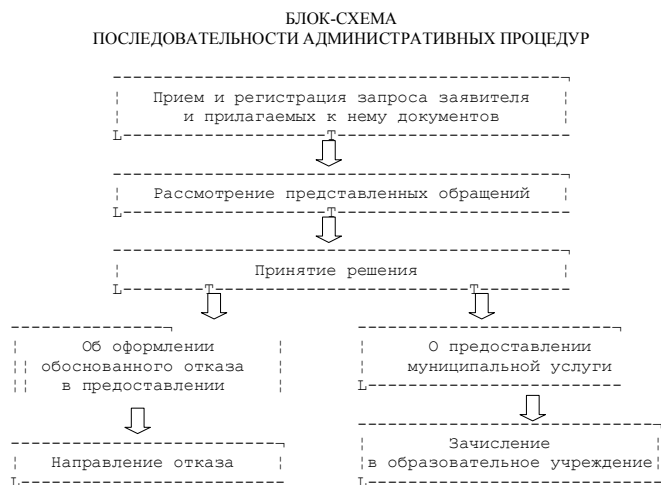 БЛОК-СХЕМА
ПОСЛЕДОВАТЕЛЬНОСТИ АДМИНИСТРАТИВНЫХ ПРОЦЕДУР
Прием и регистрация запроса заявителя
и прилагаемых к нему документов
Рассмотрение представленных обращений
Принятие решения
Об оформлении
обоснованного отказа
в предоставлении
О предоставлении
муниципальной услуги
Направление отказа
Зачисление
в образовательное учреждение